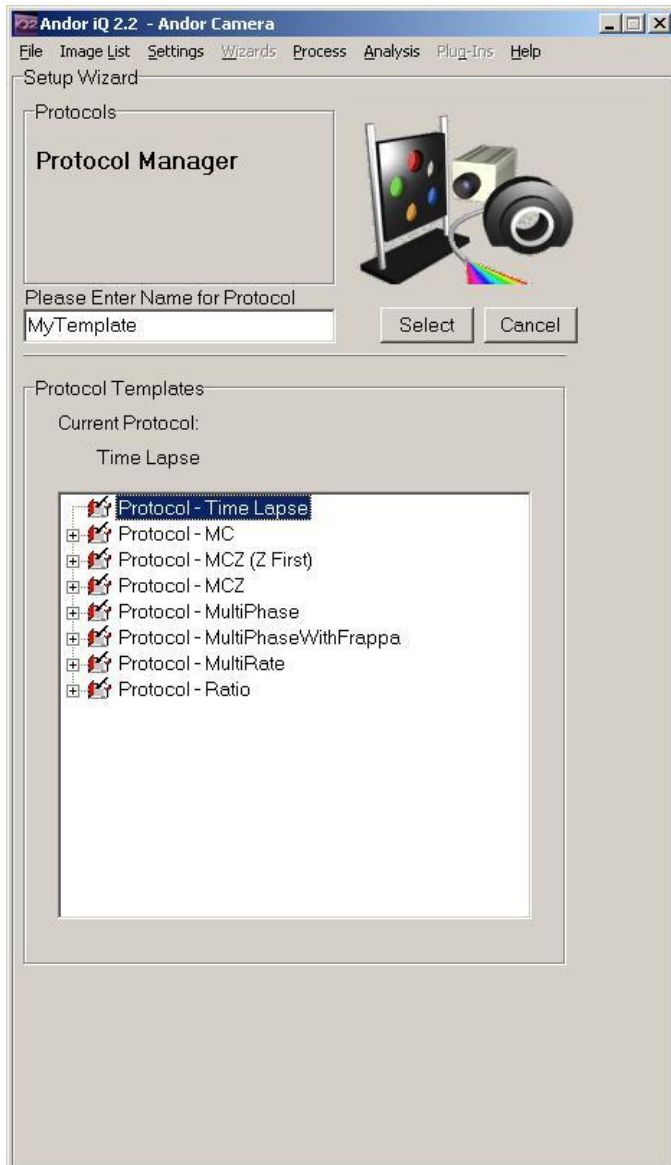 Andor iQ 2.2 - Andor Camera
File Image List Settings Wizards Process Analysis Plug-Ins Help
Setup Wizard
Protocols
Protocol Manager
Please Enter Name for Protocol
MyTemplate
Select Cancel
Protocol Templates
Current Protocol:
Time Lapse
Protocol - Time Lapse
Protocol - MC
Protocol - MCZ (Z First)
Protocol - MCZ
Protocol - MultiPhase
Protocol - MultiPhaseWithFrappa
Protocol - MultiRate
Protocol - Ratio